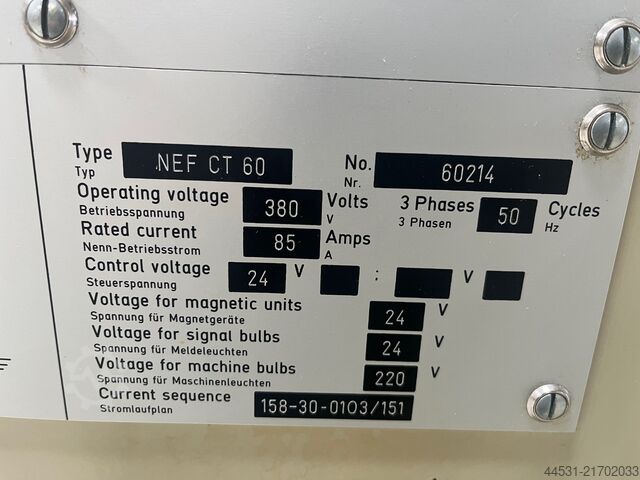 Type NEF CT 60 No. 60214
Typ Nr.
Operating voltage 380 Volts 3 Phases 50 Cycles
Betriebsspannung V 3 Phasen Hz
Rated current 85 Amps
Nenn-Betriebsstrom A
Control voltage 24 V : V
Steuerspannung
Voltage for magnetic units 24 V
Spannung für Magnetgeräte
Voltage for signal bulbs 24 V
Spannung für Meldeleuchten
Voltage for machine bulbs 220 V
Spannung für Maschinenleuchten
Current sequence 158-30-0103/151
Stromlaufplan
44531-21702033